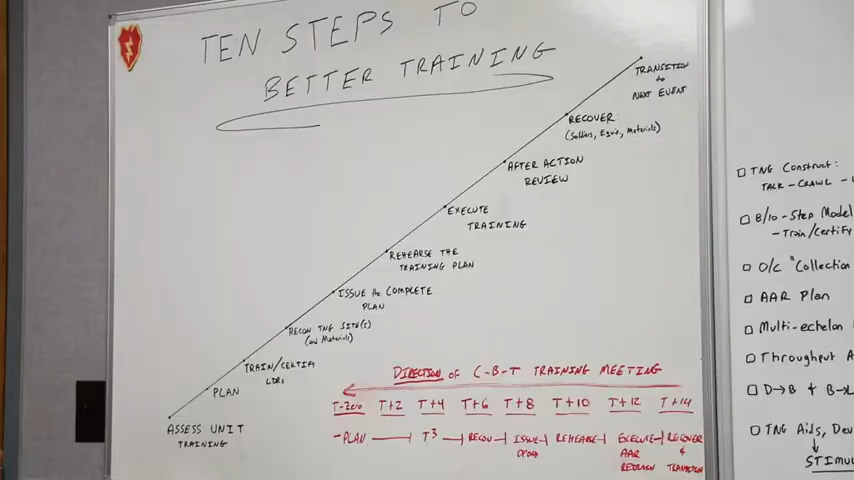 TEN STEPS TO
BETTER TRAINING
TRANSITION
to
NEXT EVENT
RECOVER
(Soldiers, Equip, Materials)
AFTER ACTION
REVIEW
EXECUTE
TRAINING
REHEARSE THE
TRAINING PLAN
ISSUE the COMPLETE
PLAN
RECON TNG SITE(S)
(and Materials)
TRAIN/CERTIFY
LDRS
PLAN
ASSESS UNIT
TRAINING
DIRECTION of C-B-T TRAINING MEETING
T-Zero T+2 T+4 T+6 T+8 T+10 T+12 T+14
-PLAN T³ RECON ISSUE REHEARSE EXECUTE RECOVER
AAR &
TRANSITION
TNG Construct:
TALK - CRAWL -
8/10-Step Model
- Train/Certify
O/C "Collection
AAR Plan
Multi-echelon
Throughput A
D→B & B→
TNG Aids, Dev
STIMU